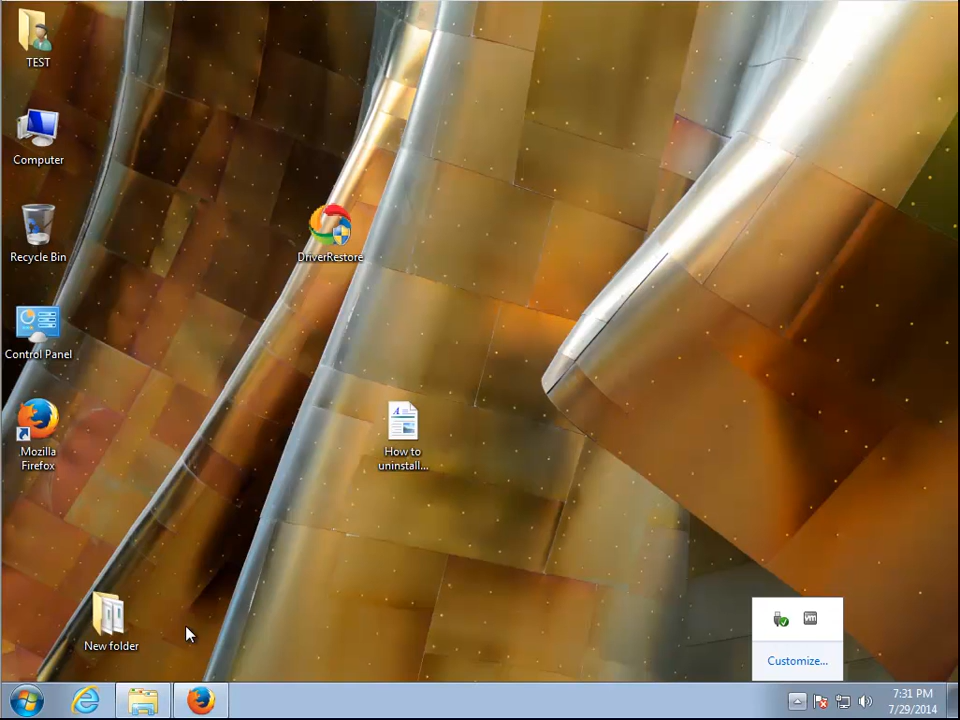 TEST
Computer
Recycle Bin
Control Panel
Mozilla
Firefox
DriverRestore
How to
uninstall...
New folder
vm
Customize...
7:31 PM
7/29/2014